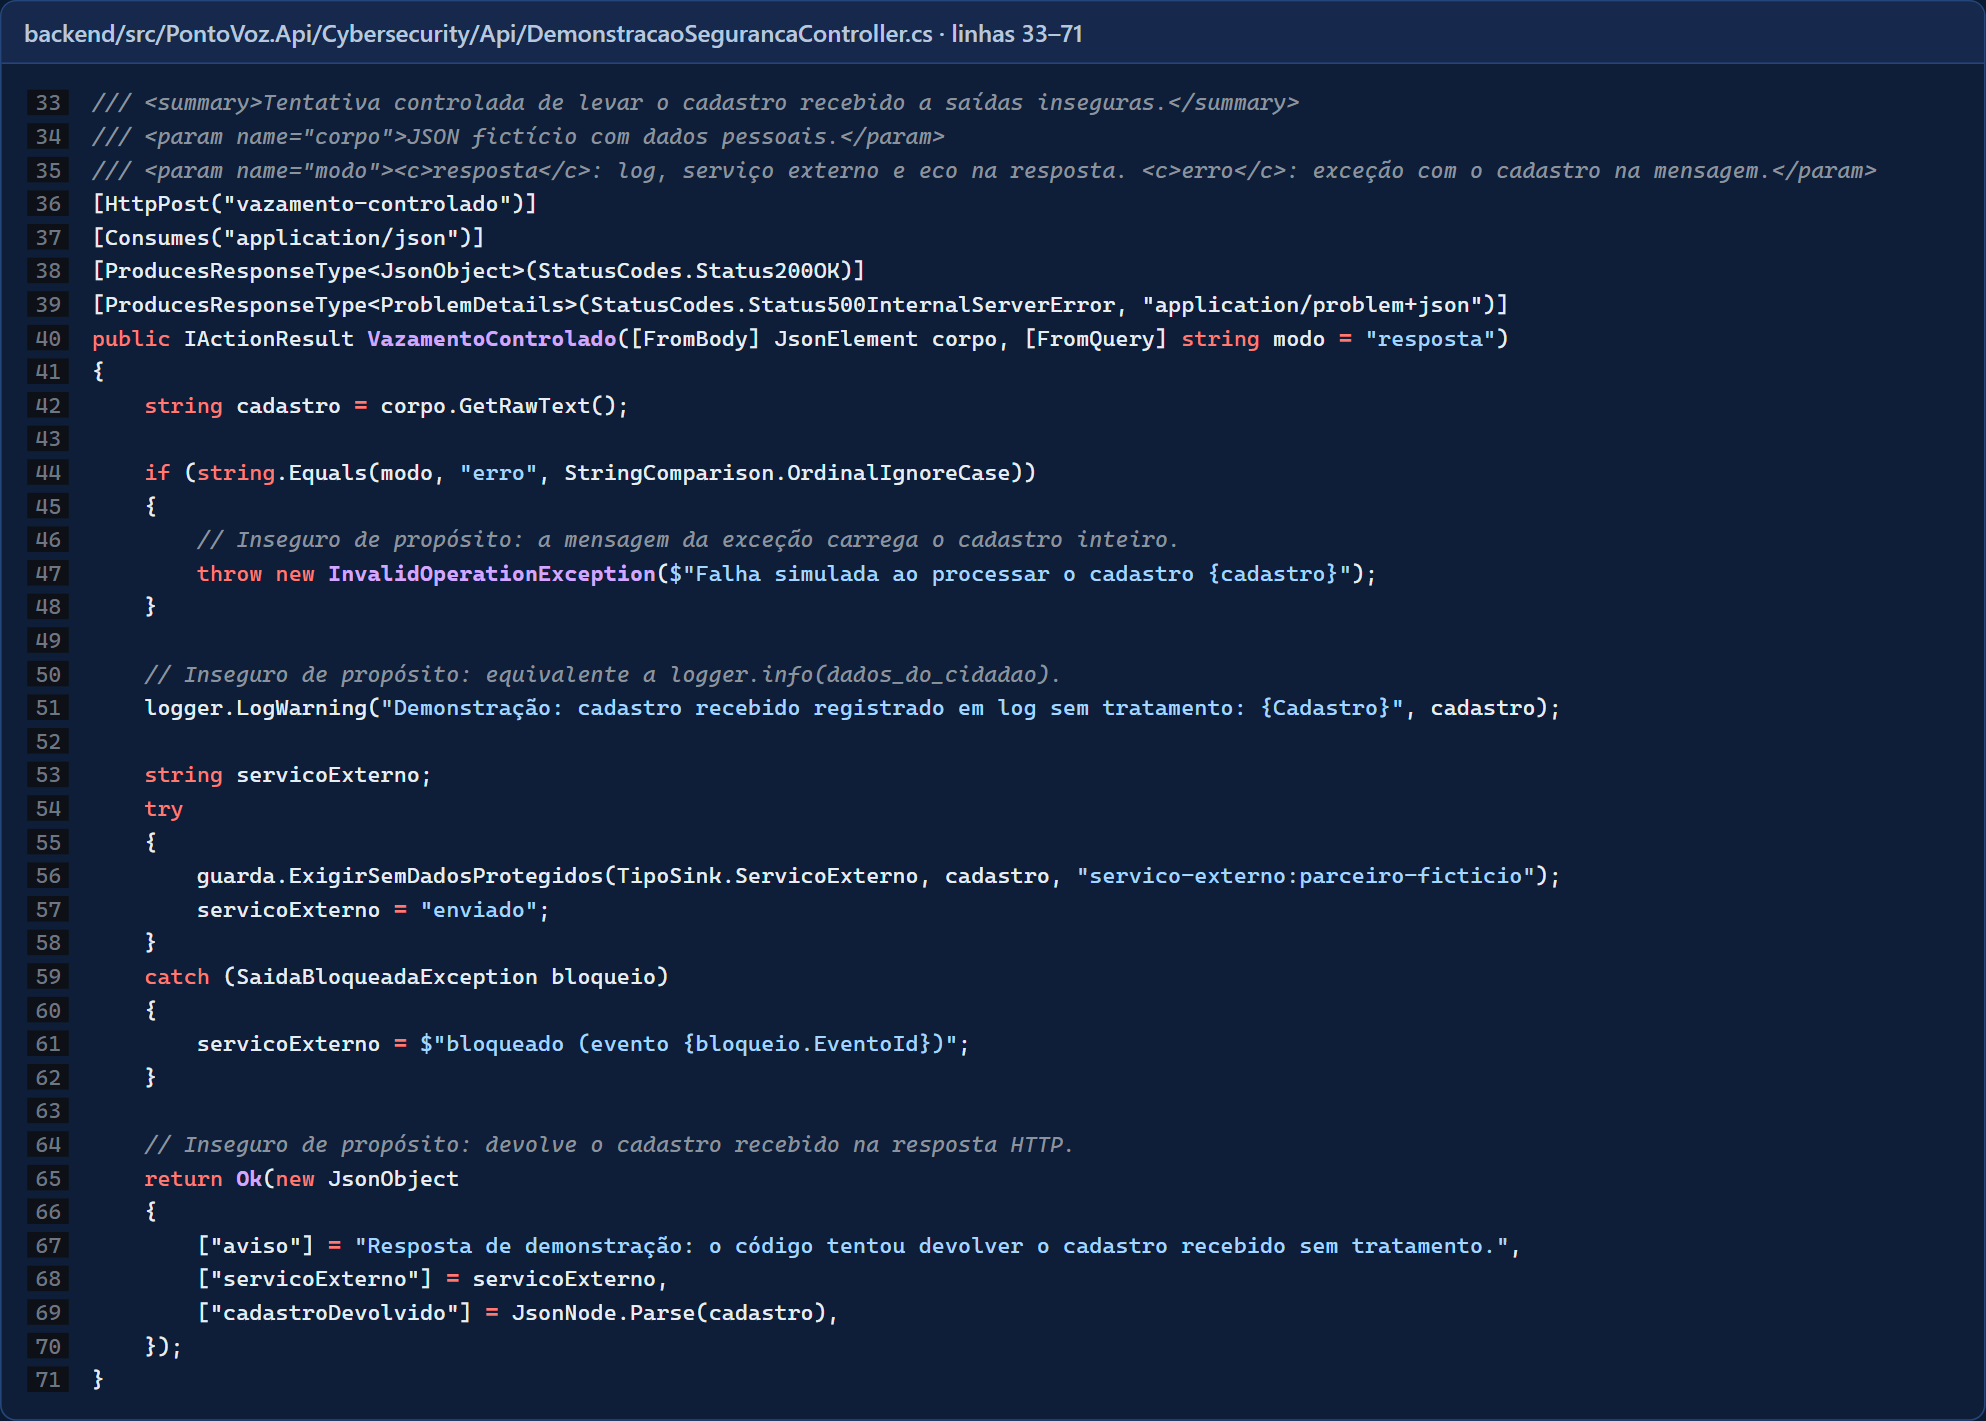 backend/src/PontoVoz.Api/Cybersecurity/Api/DemonstracaoSegurancaController.cs · linhas 33–71
33 /// <summary>Tentativa controlada de levar o cadastro recebido a saídas inseguras.</summary>
34 /// <param name="corpo">JSON fictício com dados pessoais.</param>
35 /// <param name="modo"><c>resposta</c>: log, serviço externo e eco na resposta. <c>erro</c>: exceção com o cadastro na mensagem.</param>
36 [HttpPost("vazamento-controlado")]
37 [Consumes("application/json")]
38 [ProducesResponseType<JsonObject>(StatusCodes.Status200OK)]
39 [ProducesResponseType<ProblemDetails>(StatusCodes.Status500InternalServerError, "application/problem+json")]
40 public IActionResult VazamentoControlado([FromBody] JsonElement corpo, [FromQuery] string modo = "resposta")
41 {
42     string cadastro = corpo.GetRawText();
43
44     if (string.Equals(modo, "erro", StringComparison.OrdinalIgnoreCase))
45     {
46         // Inseguro de propósito: a mensagem da exceção carrega o cadastro inteiro.
47         throw new InvalidOperationException($"Falha simulada ao processar o cadastro {cadastro}");
48     }
49
50     // Inseguro de propósito: equivalente a logger.info(dados_do_cidadao).
51     logger.LogWarning("Demonstração: cadastro recebido registrado em log sem tratamento: {Cadastro}", cadastro);
52
53     string servicoExterno;
54     try
55     {
56         guarda.ExigirSemDadosProtegidos(TipoSink.ServicoExterno, cadastro, "servico-externo:parceiro-ficticio");
57         servicoExterno = "enviado";
58     }
59     catch (SaidaBloqueadaException bloqueio)
60     {
61         servicoExterno = $"bloqueado (evento {bloqueio.EventoId})";
62     }
63
64     // Inseguro de propósito: devolve o cadastro recebido na resposta HTTP.
65     return Ok(new JsonObject
66     {
67         ["aviso"] = "Resposta de demonstração: o código tentou devolver o cadastro recebido sem tratamento.",
68         ["servicoExterno"] = servicoExterno,
69         ["cadastroDevolvido"] = JsonNode.Parse(cadastro),
70     });
71 }